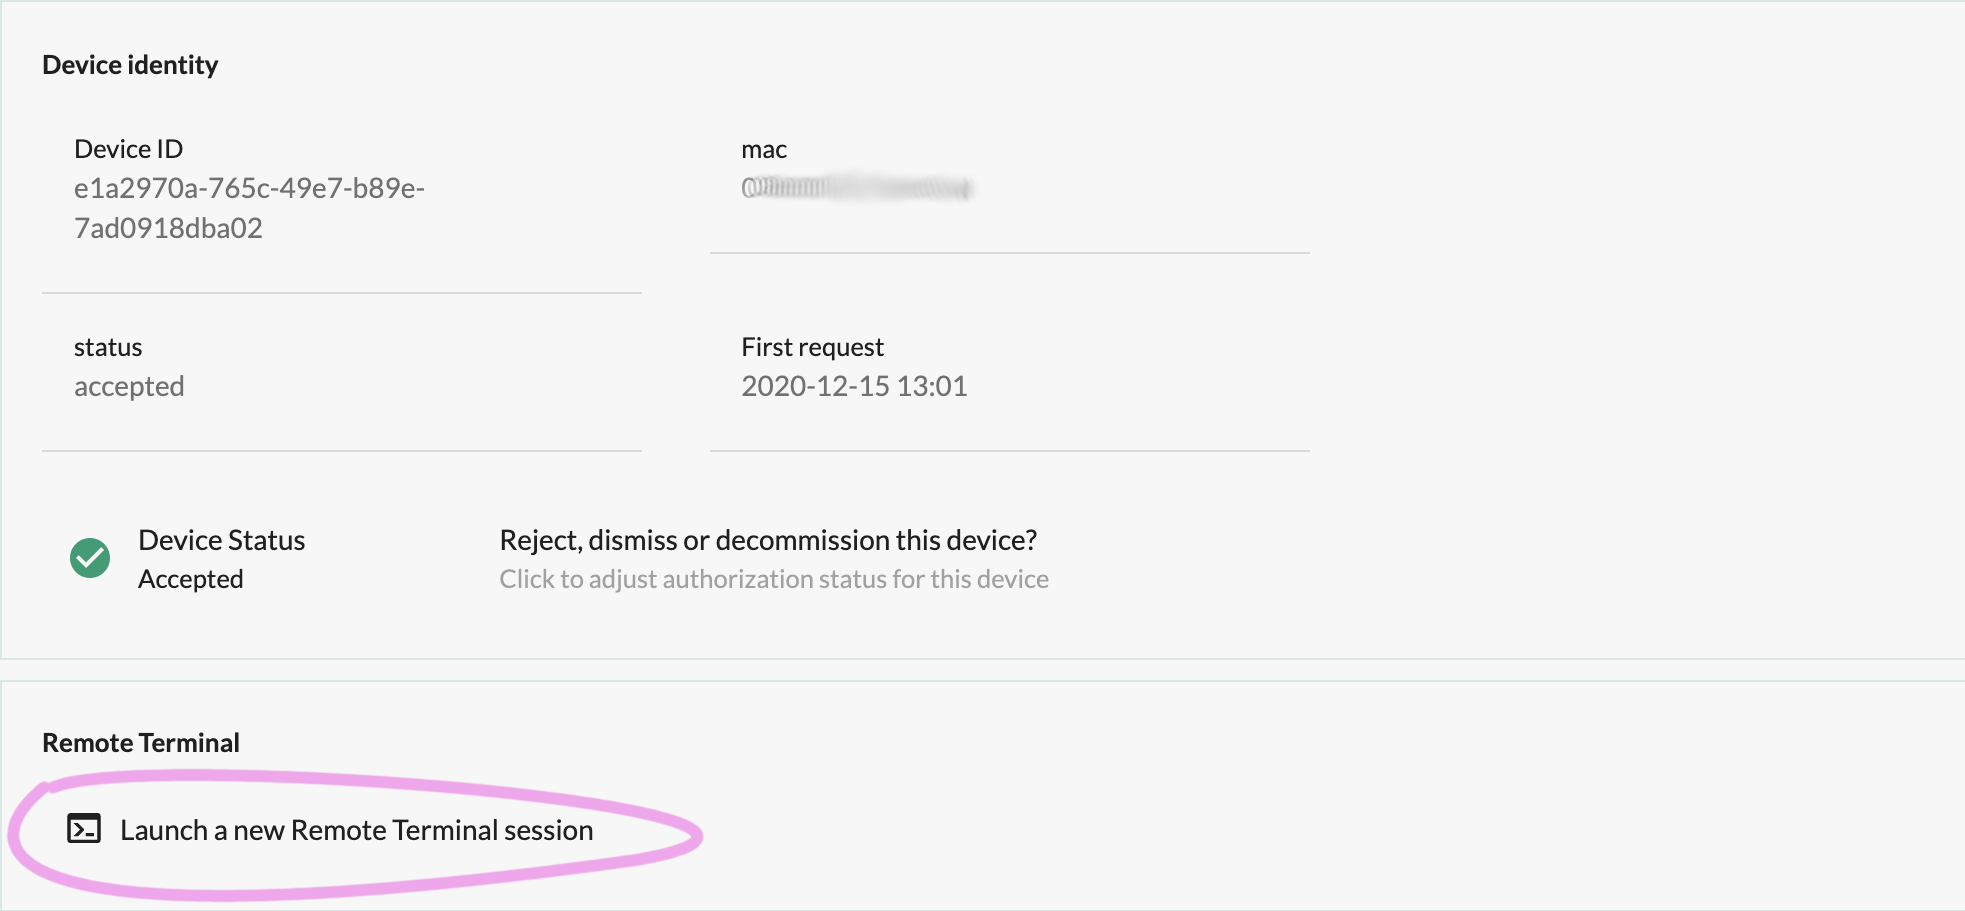 Device identity
Device ID
e1a2970a-765c-49e7-b89e-
7ad0918dba02
mac
status
accepted
First request
2020-12-15 13:01
Device Status
Accepted
Reject, dismiss or decommission this device?
Click to adjust authorization status for this device
Remote Terminal
Launch a new Remote Terminal session